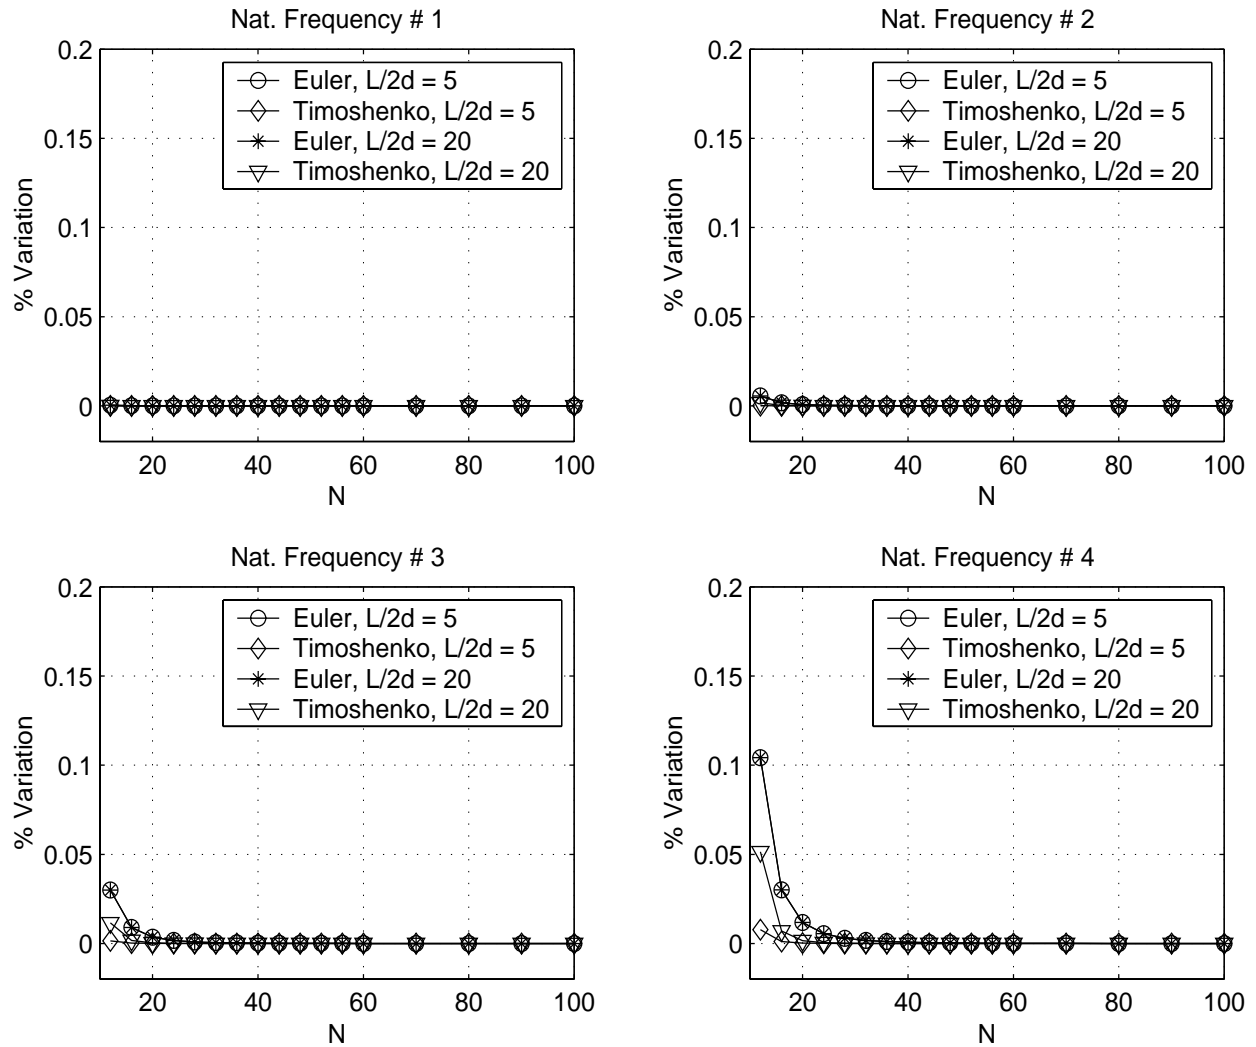 Nat. Frequency # 1
0.2
0.15
0.1
0.05
0
% Variation
20
40
60
80
100
N
Euler, L/2d = 5
Timoshenko, L/2d = 5
Euler, L/2d = 20
Timoshenko, L/2d = 20
Nat. Frequency # 2
0.2
0.15
0.1
0.05
0
% Variation
20
40
60
80
100
N
Euler, L/2d = 5
Timoshenko, L/2d = 5
Euler, L/2d = 20
Timoshenko, L/2d = 20
Nat. Frequency # 3
0.2
0.15
0.1
0.05
0
% Variation
20
40
60
80
100
N
Euler, L/2d = 5
Timoshenko, L/2d = 5
Euler, L/2d = 20
Timoshenko, L/2d = 20
Nat. Frequency # 4
0.2
0.15
0.1
0.05
0
% Variation
20
40
60
80
100
N
Euler, L/2d = 5
Timoshenko, L/2d = 5
Euler, L/2d = 20
Timoshenko, L/2d = 20